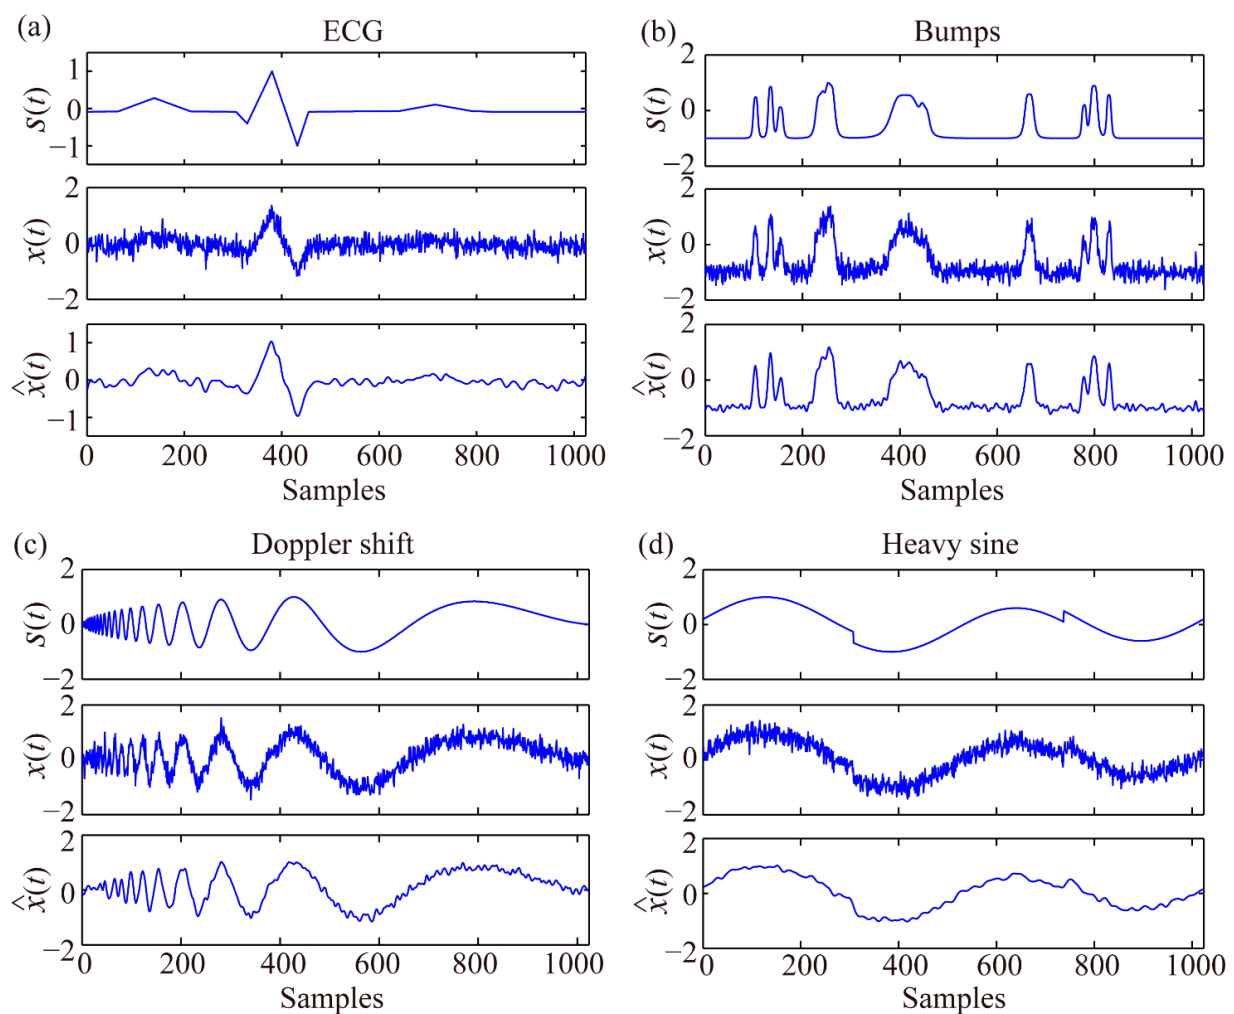 (a) ECG
1
0
−1
S(t)
2
0
−2
x(t)
1
0
−1
x̂(t)
0 200 400 600 800 1000
Samples
(b) Bumps
2
0
−2
S(t)
2
0
−2
x(t)
2
0
−2
x̂(t)
0 200 400 600 800 1000
Samples
(c) Doppler shift
2
0
−2
S(t)
2
0
−2
x(t)
2
0
−2
x̂(t)
0 200 400 600 800 1000
Samples
(d) Heavy sine
2
0
−2
S(t)
2
0
−2
x(t)
2
0
−2
x̂(t)
0 200 400 600 800 1000
Samples